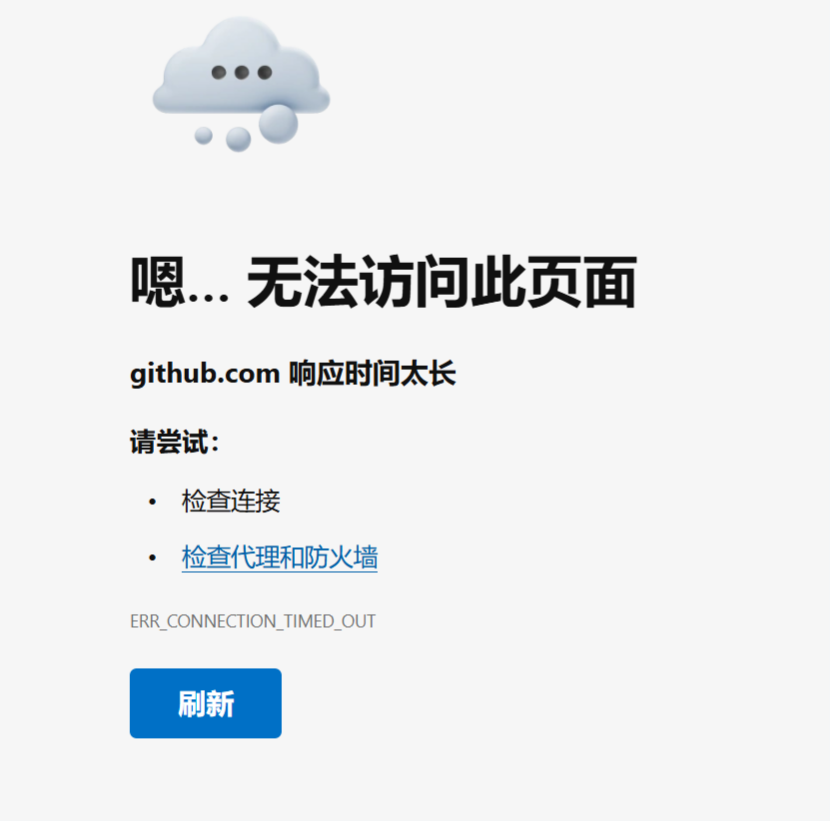 嗯... 无法访问此页面
github.com 响应时间太长
请尝试：
• 检查连接
• 检查代理和防火墙
ERR_CONNECTION_TIMED_OUT
刷新